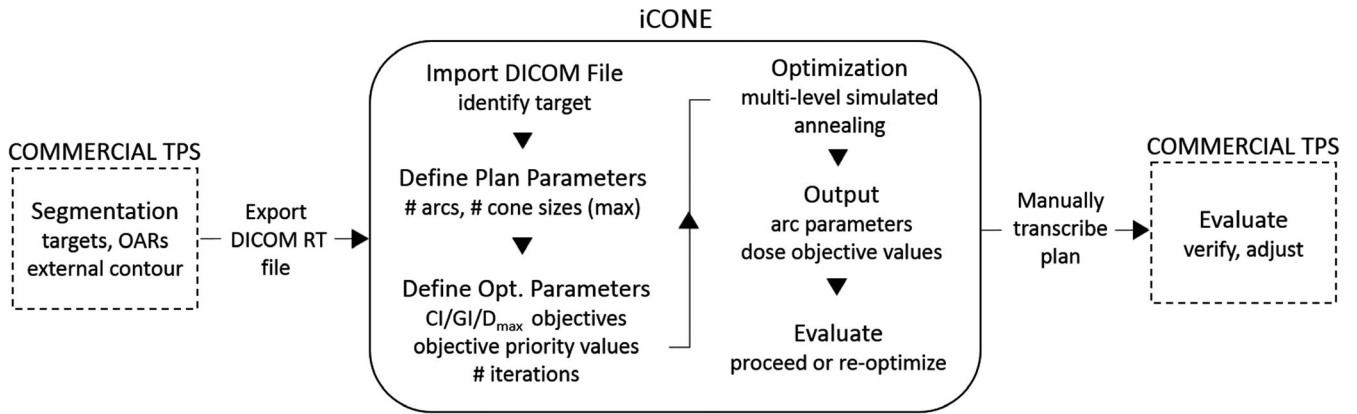 iCONE
COMMERCIAL TPS
Segmentation
targets, OARs
external contour
Export
DICOM RT
file
Import DICOM File
identify target
Define Plan Parameters
# arcs, # cone sizes (max)
Define Opt. Parameters
CI/GI/Dmax objectives
objective priority values
# iterations
Optimization
multi-level simulated
annealing
Output
arc parameters
dose objective values
Evaluate
proceed or re-optimize
Manually
transcribe
plan
COMMERCIAL TPS
Evaluate
verify, adjust